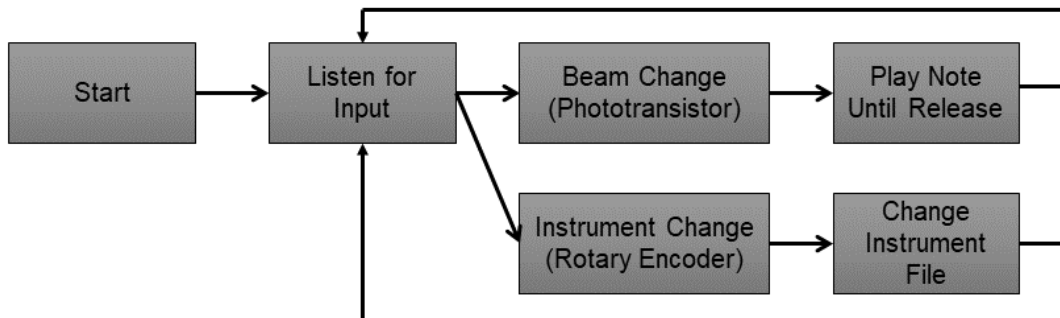 Start
Listen for
Input
Beam Change
(Phototransistor)
Play Note
Until Release
Instrument Change
(Rotary Encoder)
Change
Instrument
File